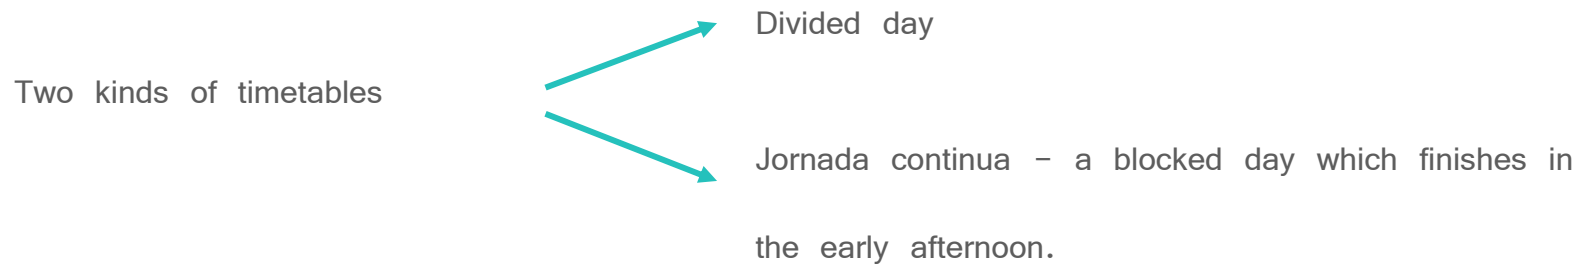 Divided day
Two kinds of timetables
Jornada continua – a blocked day which finishes in
the early afternoon.